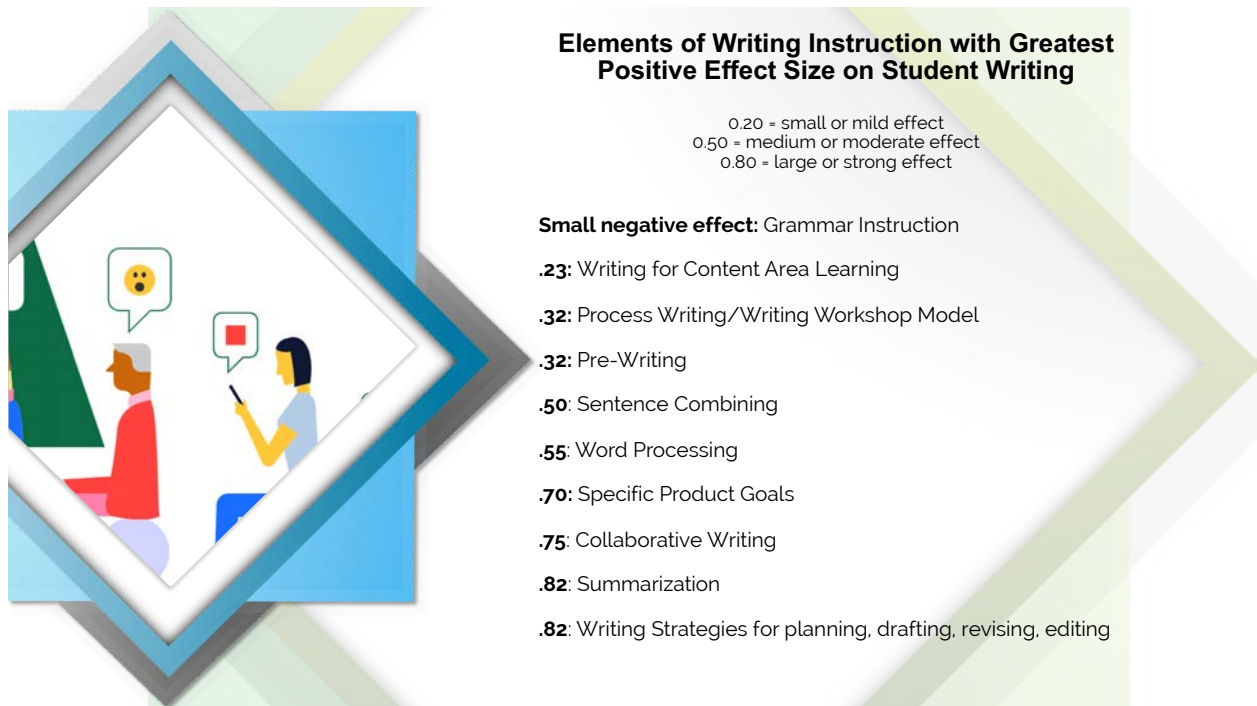 Elements of Writing Instruction with Greatest
Positive Effect Size on Student Writing
0.20 = small or mild effect
0.50 = medium or moderate effect
0.80 = large or strong effect
Small negative effect: Grammar Instruction
.23: Writing for Content Area Learning
.32: Process Writing/Writing Workshop Model
.32: Pre-Writing
.50: Sentence Combining
.55: Word Processing
.70: Specific Product Goals
.75: Collaborative Writing
.82: Summarization
.82: Writing Strategies for planning, drafting, revising, editing